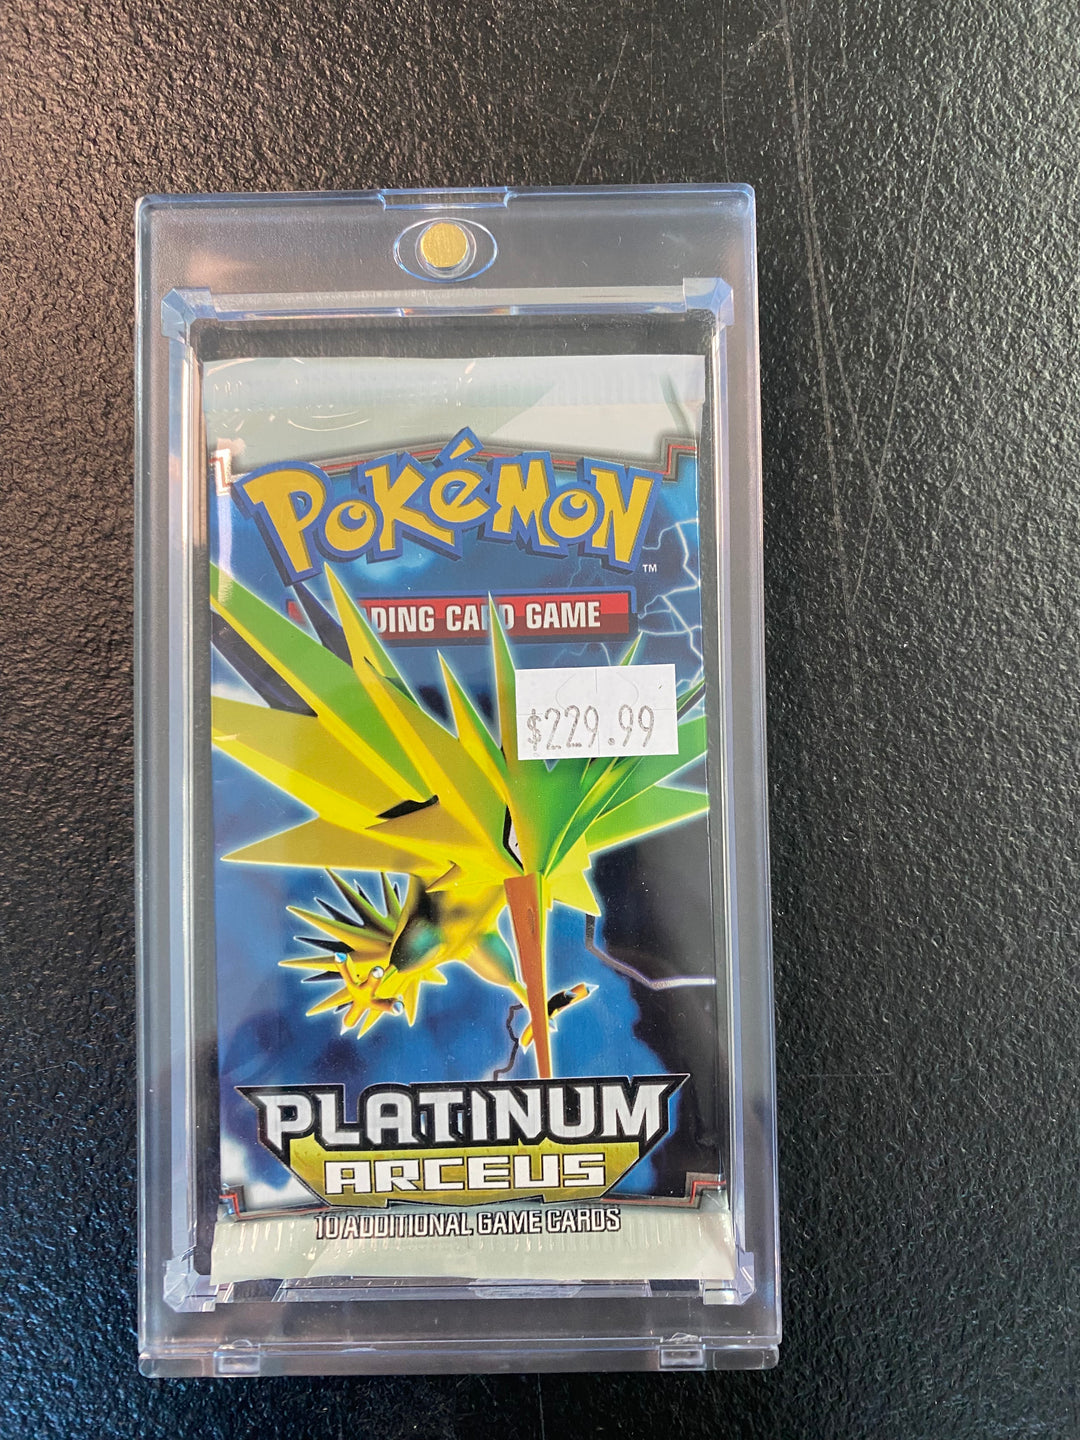 POKéMON
TM
DING CARD GAME
$229.99
PLATINUM
ARCEUS
10 ADDITIONAL GAME CARDS